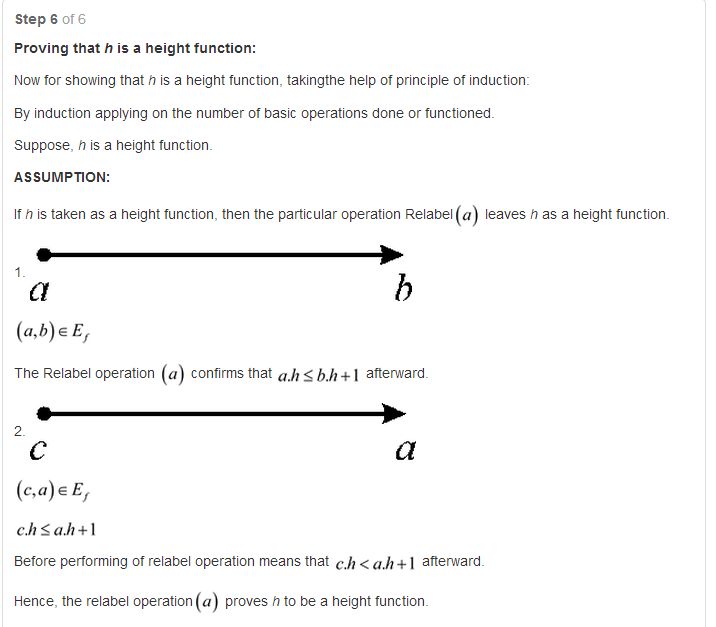 Step 6 of 6
Proving that h is a height function:
Now for showing that h is a height function, takingthe help of principle of induction:
By induction applying on the number of basic operations done or functioned.
Suppose, h is a height function.
ASSUMPTION:
If h is taken as a height function, then the particular operation Relabel(a) leaves h as a height function.
1.
a b
(a,b)∈E_f
The Relabel operation (a) confirms that a.h≤b.h+1 afterward.
2.
c a
(c,a)∈E_f
c.h≤a.h+1
Before performing of relabel operation means that c.h<a.h+1 afterward.
Hence, the relabel operation(a) proves h to be a height function.